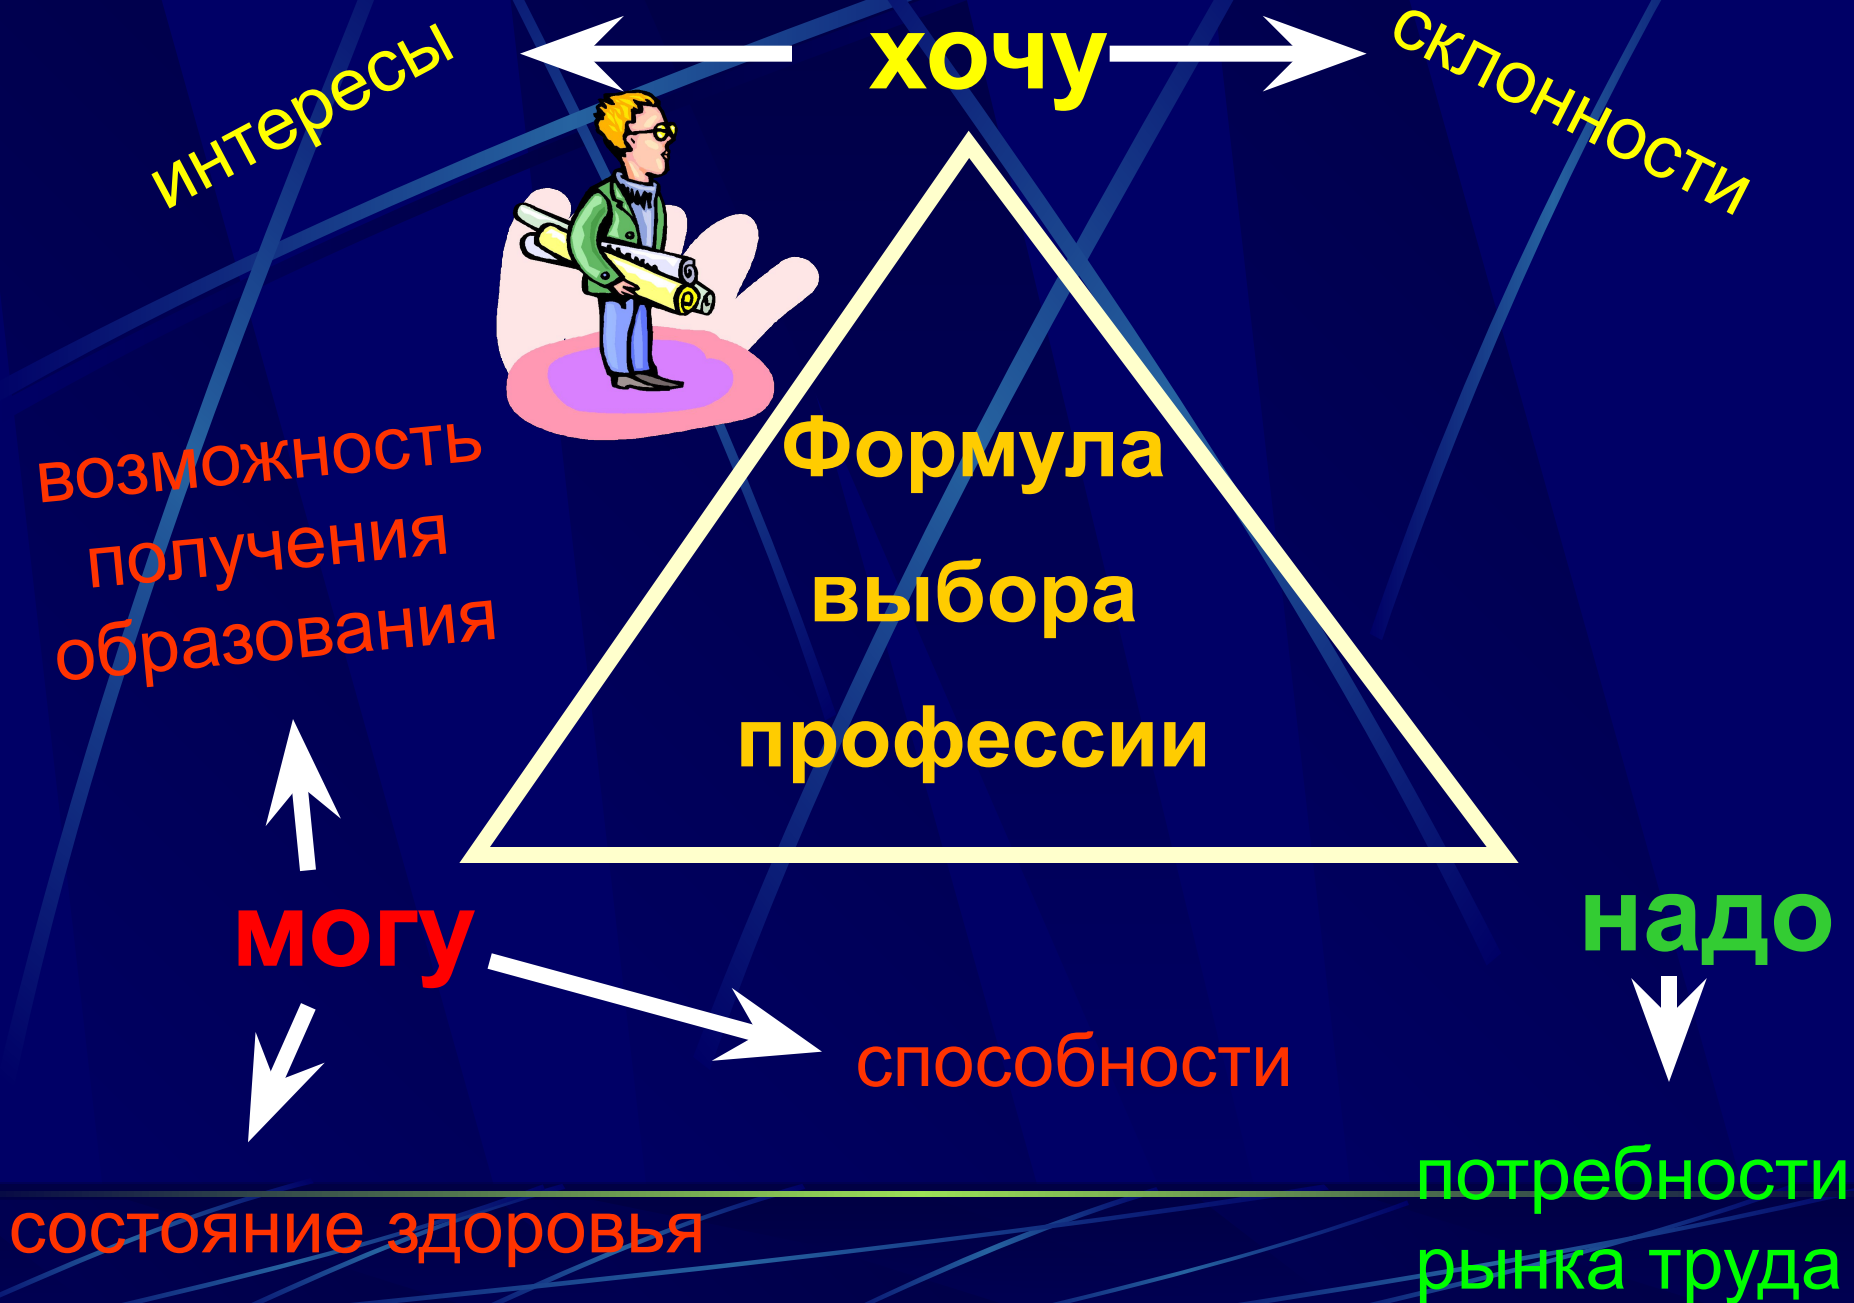 хочу
интересы
склонности
возможность
получения
образования
Формула
выбора
профессии
могу
надо
способности
состояние здоровья
потребности
рынка труда